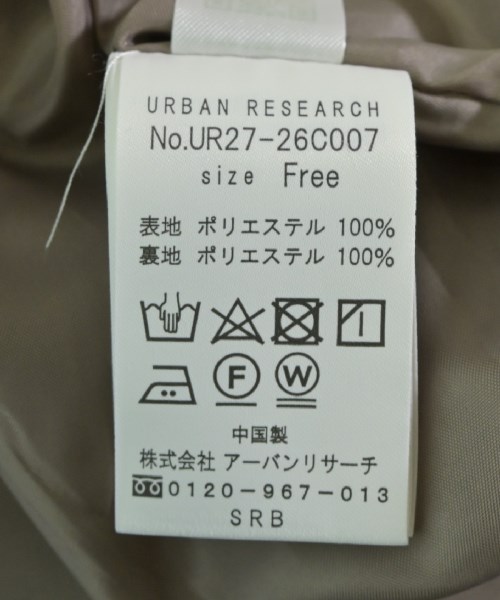 URBAN RESEARCH
No.UR27-26C007
size Free
表地 ポリエステル 100%
裏地 ポリエステル 100%
F W
中国製
株式会社 アーバンリサーチ
0120-967-013
SRB